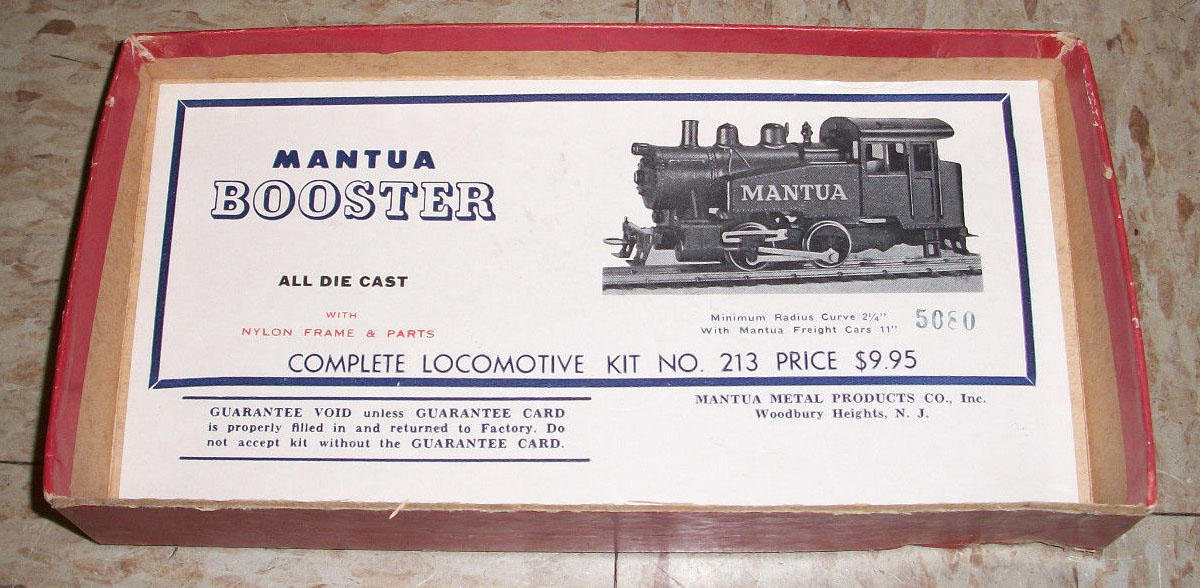 MANTUA
BOOSTER
ALL DIE CAST
WITH
NYLON FRAME & PARTS
MANTUA
Minimum Radius Curve 2¼"
With Mantua Freight Cars 11"
5080
COMPLETE LOCOMOTIVE KIT NO. 213 PRICE $9.95
GUARANTEE VOID unless GUARANTEE CARD
is properly filled in and returned to Factory. Do
not accept kit without the GUARANTEE CARD.
MANTUA METAL PRODUCTS CO., Inc.
Woodbury Heights, N. J.